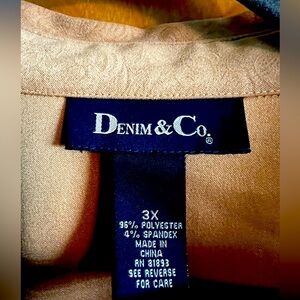 DENIM & CO.®
3X
96% POLYESTER
4% SPANDEX
MADE IN
CHINA
RN 81893
SEE REVERSE
FOR CARE